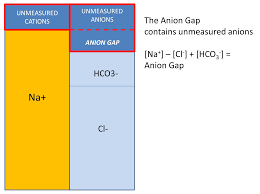 UNMEASURED
CATIONS
UNMEASURED
ANIONS
ANION GAP
HCO3-
Na+
Cl-
The Anion Gap
contains unmeasured anions
[Na⁺] – [Cl⁻] + [HCO₃⁻] =
Anion Gap